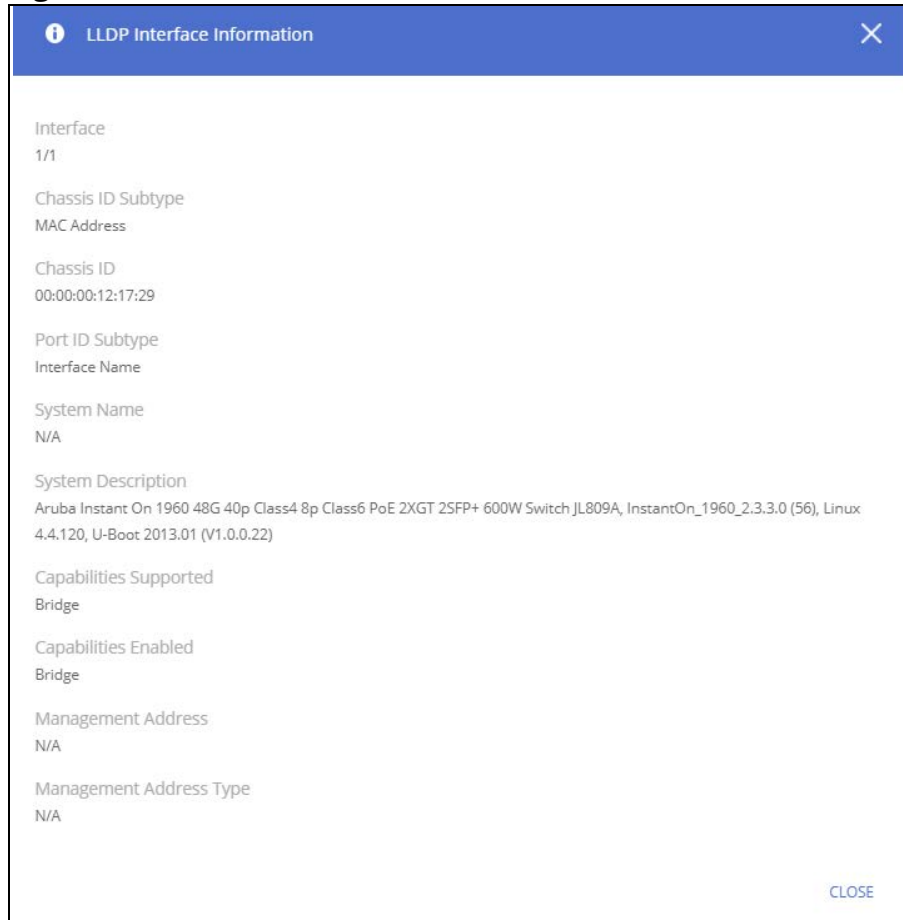 LLDP Interface Information
Interface
1/1
Chassis ID Subtype
MAC Address
Chassis ID
00:00:00:12:17:29
Port ID Subtype
Interface Name
System Name
N/A
System Description
Aruba Instant On 1960 48G 40p Class4 8p Class6 PoE 2XGT 2SFP+ 600W Switch JL809A, InstantOn_1960_2.3.3.0 (56), Linux
4.4.120, U-Boot 2013.01 (V1.0.0.22)
Capabilities Supported
Bridge
Capabilities Enabled
Bridge
Management Address
N/A
Management Address Type
N/A
CLOSE